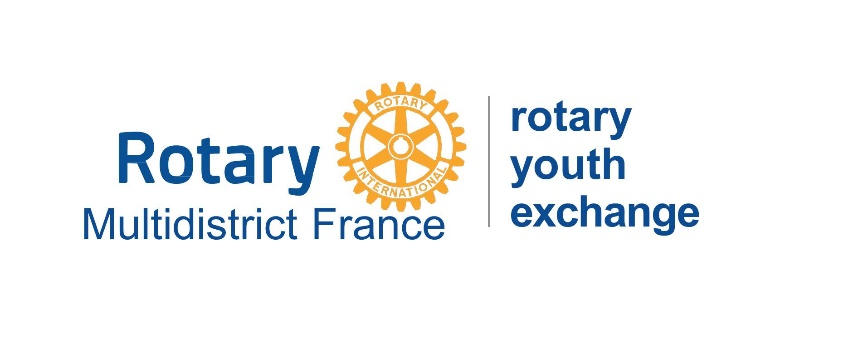 Rotary
ROTARY
INTERNATIONAL
Multidistrict France
rotary
youth
exchange